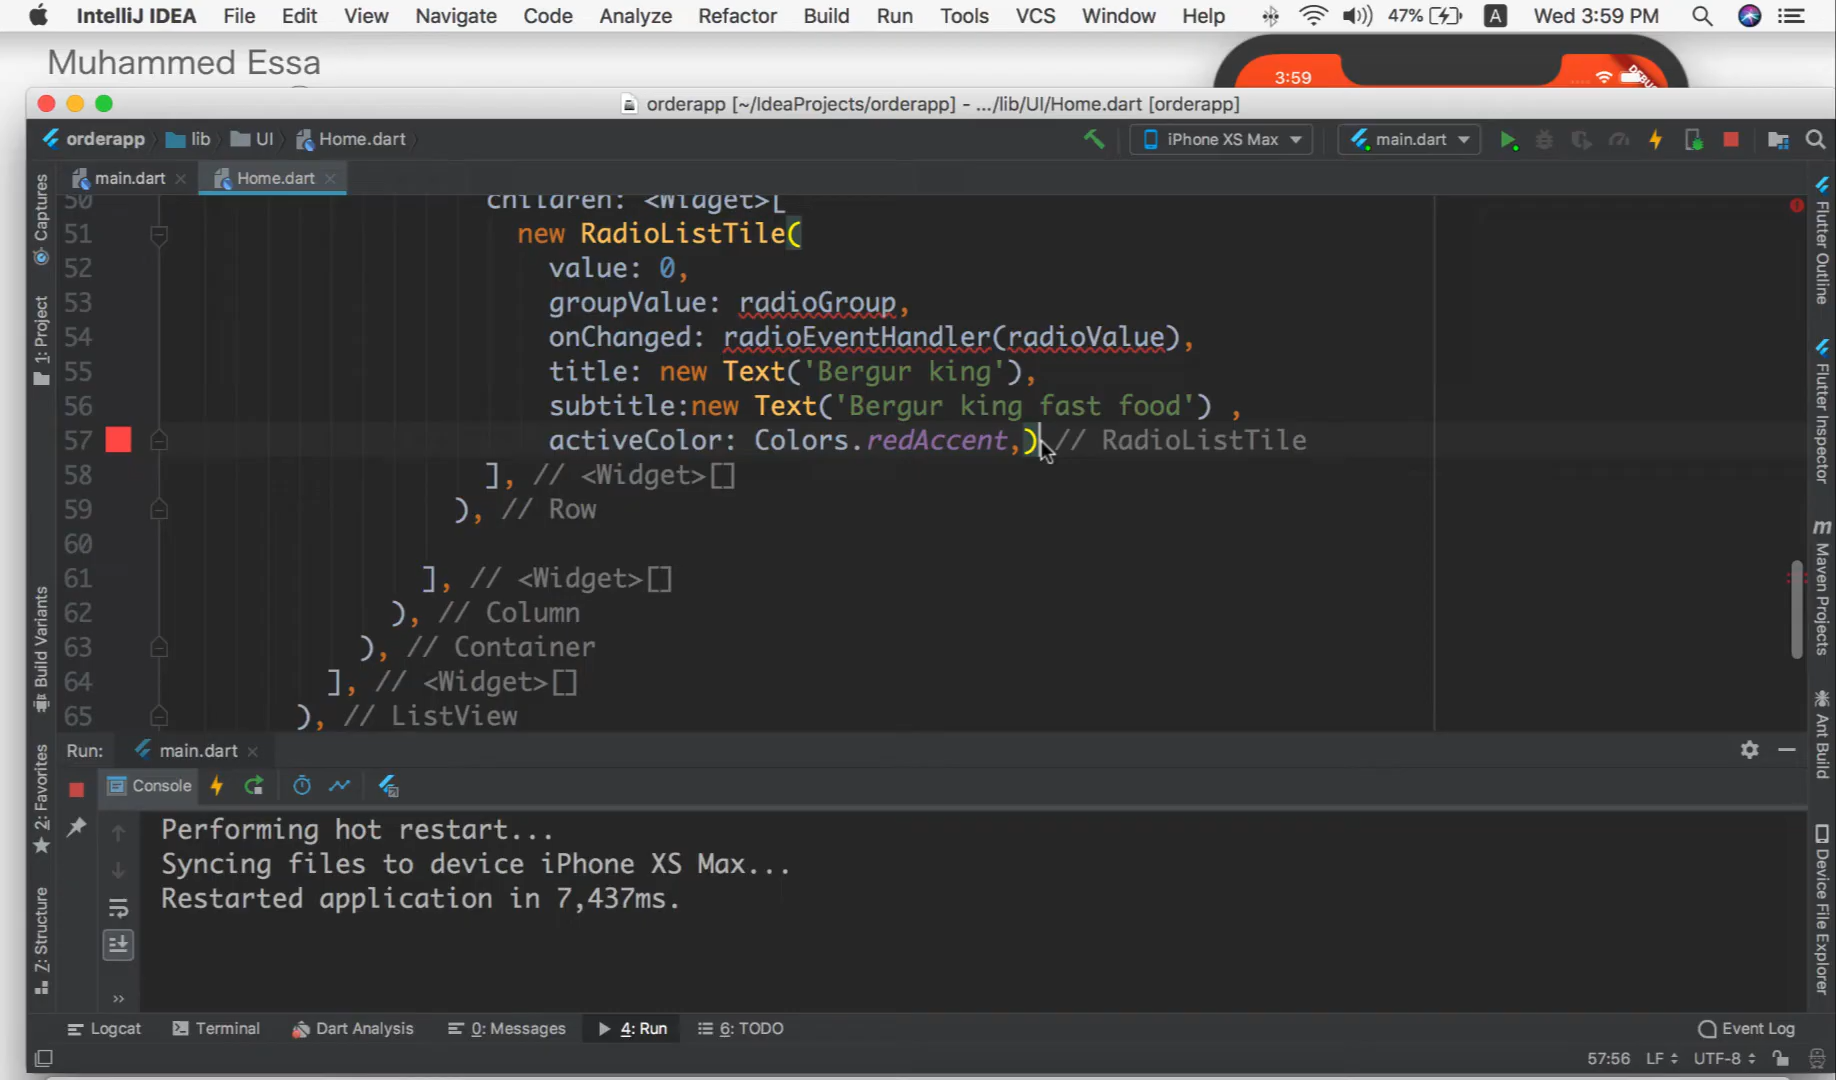 IntelliJ IDEA File Edit View Navigate Code Analyze Refactor Build Run Tools VCS Window Help 47% A Wed 3:59 PM
Muhammed Essa
3:59
DEBUG
orderapp [~/IdeaProjects/orderapp] - .../lib/UI/Home.dart [orderapp]
orderapp lib UI Home.dart iPhone XS Max main.dart
main.dart Home.dart
50 children: <Widget>[
51 new RadioListTile(
52 value: 0,
53 groupValue: radioGroup,
54 onChanged: radioEventHandler(radioValue),
55 title: new Text('Bergur king'),
56 subtitle:new Text('Bergur king fast food') ,
57 activeColor: Colors.redAccent,) // RadioListTile
58 ], // <Widget>[]
59 ), // Row
60
61 ], // <Widget>[]
62 ), // Column
63 ), // Container
64 ], // <Widget>[]
65 ), // ListView
Captures
1: Project
Build Variants
2: Favorites
Z: Structure
Flutter Outline
Flutter Inspector
m Maven Projects
Ant Build
Device File Explorer
Run: main.dart
Console
Performing hot restart...
Syncing files to device iPhone XS Max...
Restarted application in 7,437ms.
»
Logcat Terminal Dart Analysis 0: Messages 4: Run 6: TODO Event Log
57:56 LF UTF-8